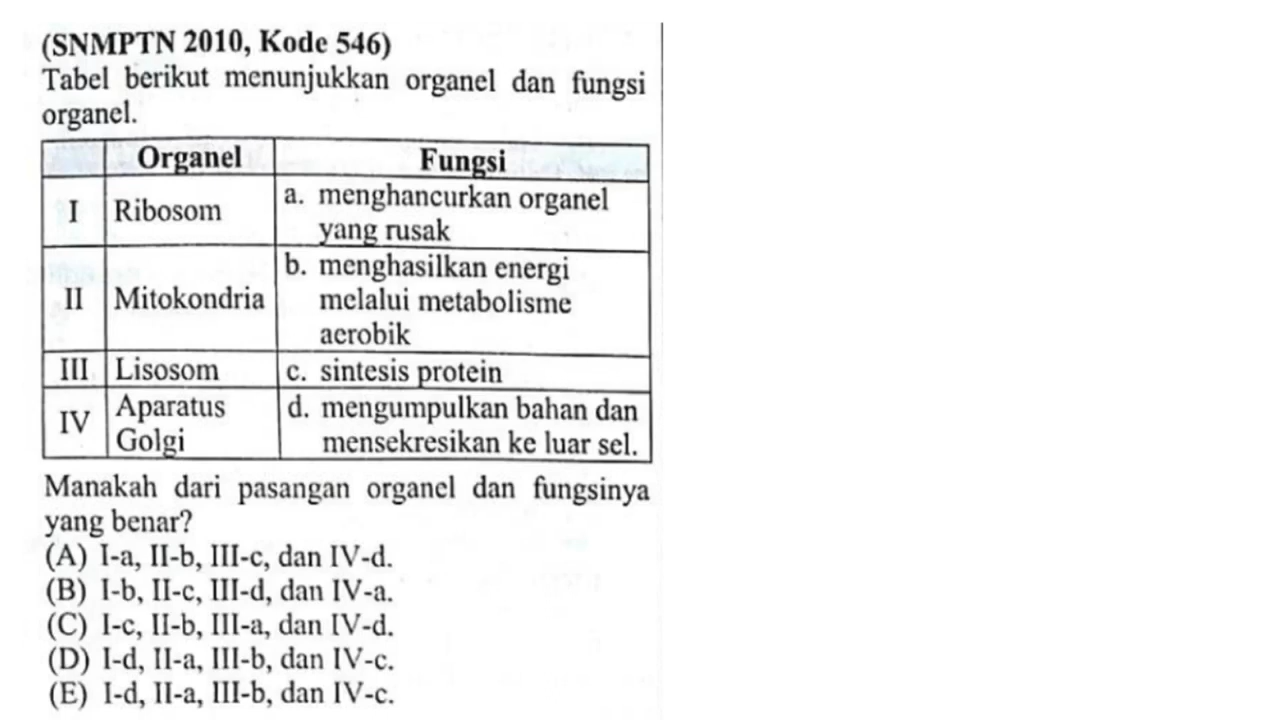 (SNMPTN 2010, Kode 546)
Tabel berikut menunjukkan organel dan fungsi
organel.
Organel Fungsi
I Ribosom a. menghancurkan organel
yang rusak
b. menghasilkan energi
II Mitokondria melalui metabolisme
aerobik
III Lisosom c. sintesis protein
IV Aparatus d. mengumpulkan bahan dan
Golgi mensekresikan ke luar sel.
Manakah dari pasangan organel dan fungsinya
yang benar?
(A) I-a, II-b, III-c, dan IV-d.
(B) I-b, II-c, III-d, dan IV-a.
(C) I-c, II-b, III-a, dan IV-d.
(D) I-d, II-a, III-b, dan IV-c.
(E) I-d, II-a, III-b, dan IV-c.